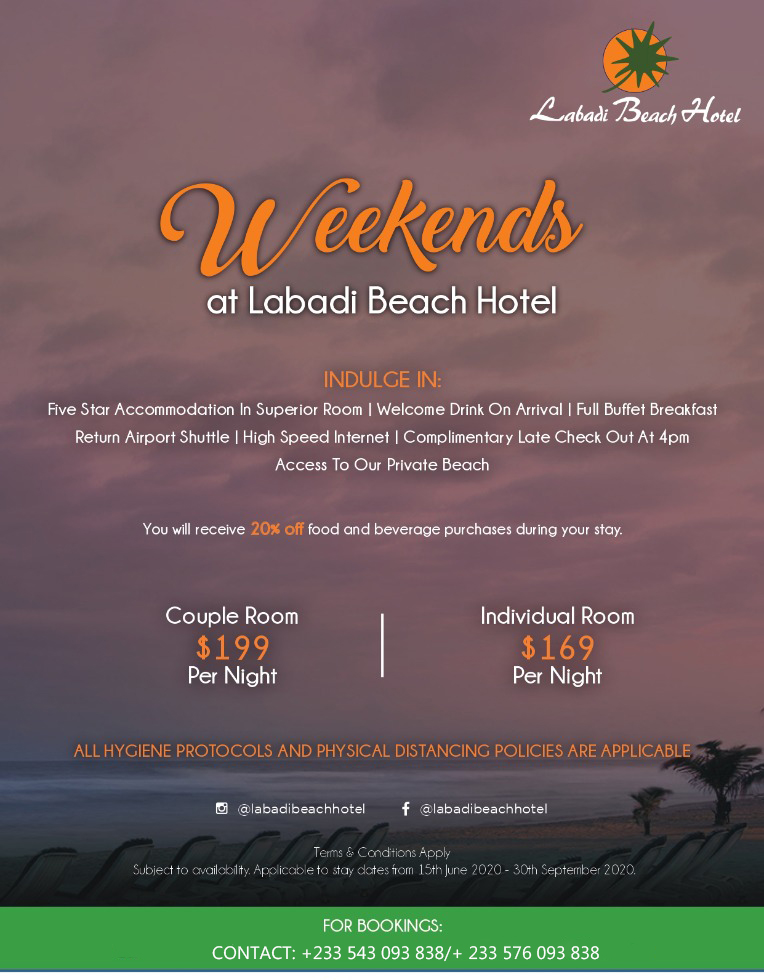 Labadi Beach Hotel
Weekends
at Labadi Beach Hotel
INDULGE IN:
Five Star Accommodation In Superior Room | Welcome Drink On Arrival | Full Buffet Breakfast
Return Airport Shuttle | High Speed Internet | Complimentary Late Check Out At 4pm
Access To Our Private Beach
You will receive 20% off food and beverage purchases during your stay.
Couple Room
$199
Per Night
Individual Room
$169
Per Night
ALL HYGIENE PROTOCOLS AND PHYSICAL DISTANCING POLICIES ARE APPLICABLE
@labadibeachhotel
@labadibeachhotel
Terms & Conditions Apply
Subject to availability. Applicable to stay dates from 15th June 2020 - 30th September 2020.
FOR BOOKINGS:
CONTACT: +233 543 093 838/+ 233 576 093 838